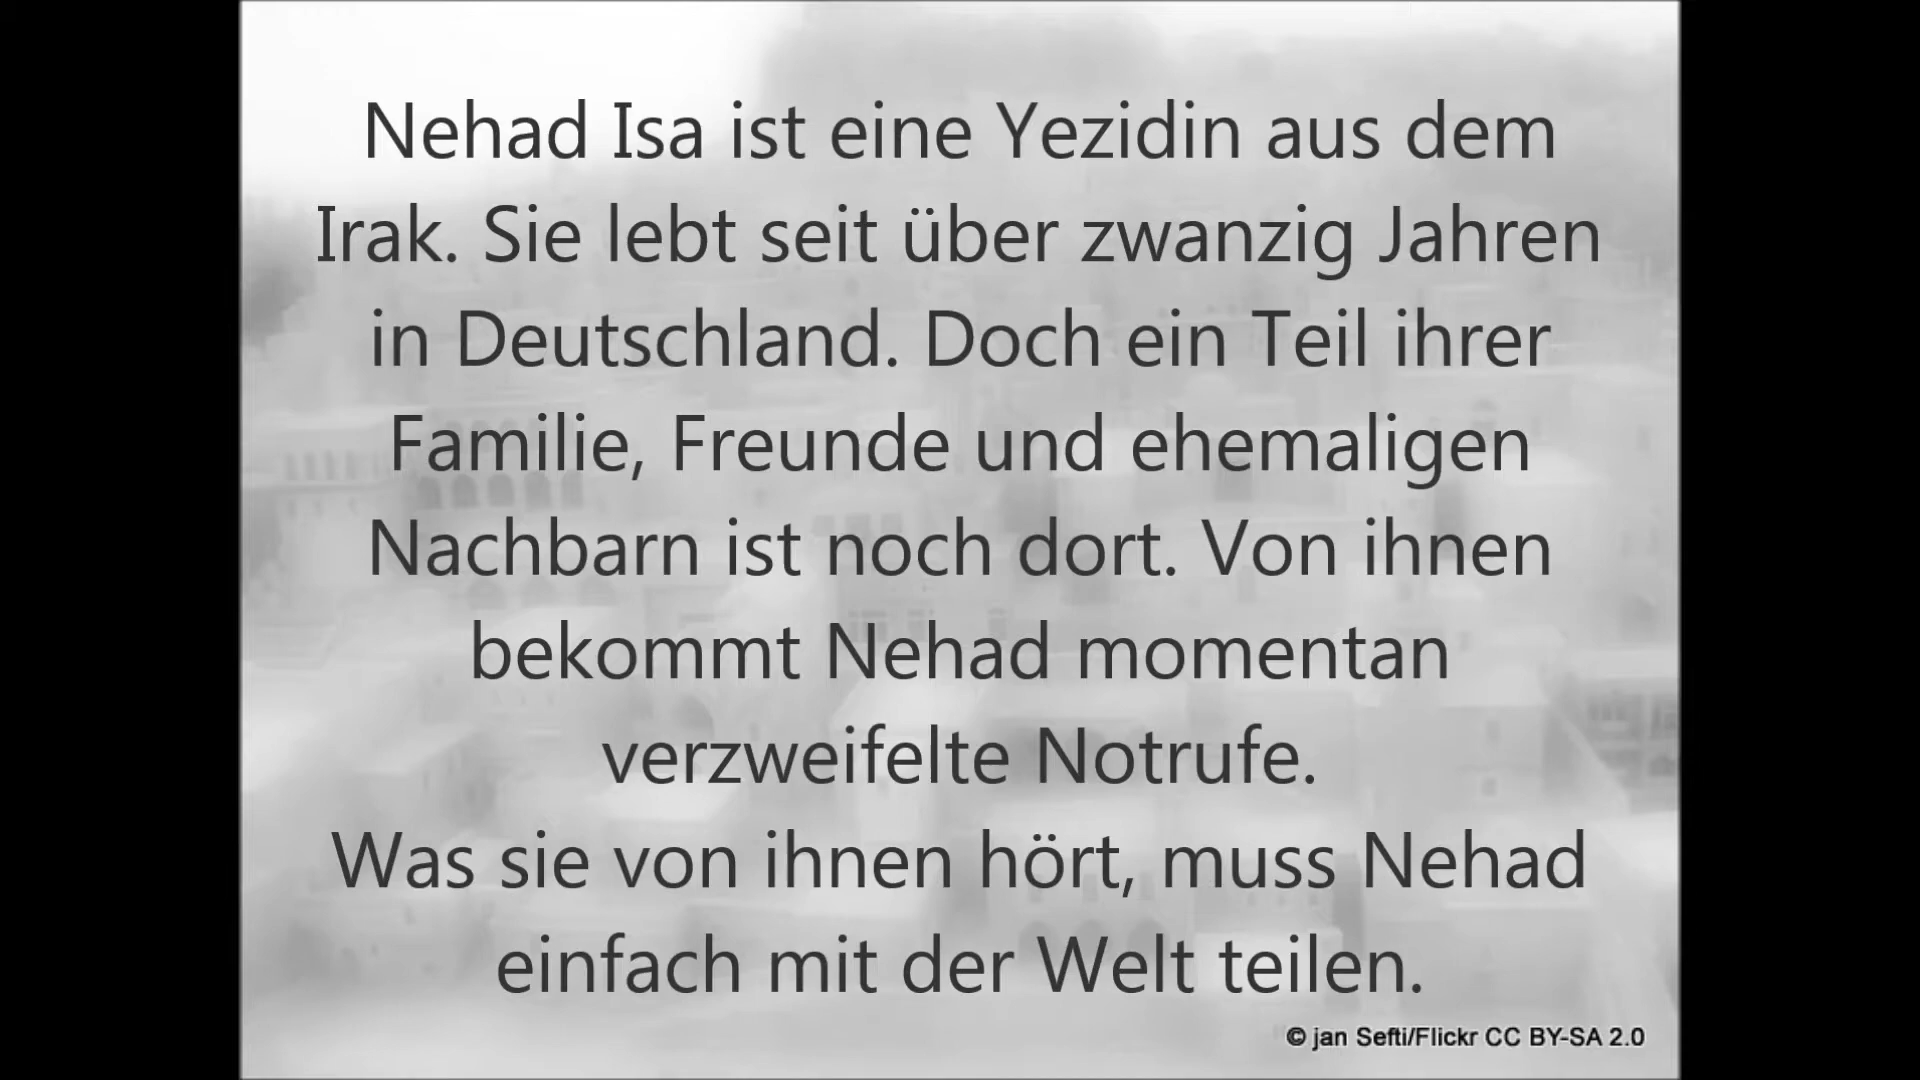 Nehad Isa ist eine Yezidin aus dem
Irak. Sie lebt seit über zwanzig Jahren
in Deutschland. Doch ein Teil ihrer
Familie, Freunde und ehemaligen
Nachbarn ist noch dort. Von ihnen
bekommt Nehad momentan
verzweifelte Notrufe.
Was sie von ihnen hört, muss Nehad
einfach mit der Welt teilen.
© jan Sefti/Flickr CC BY-SA 2.0